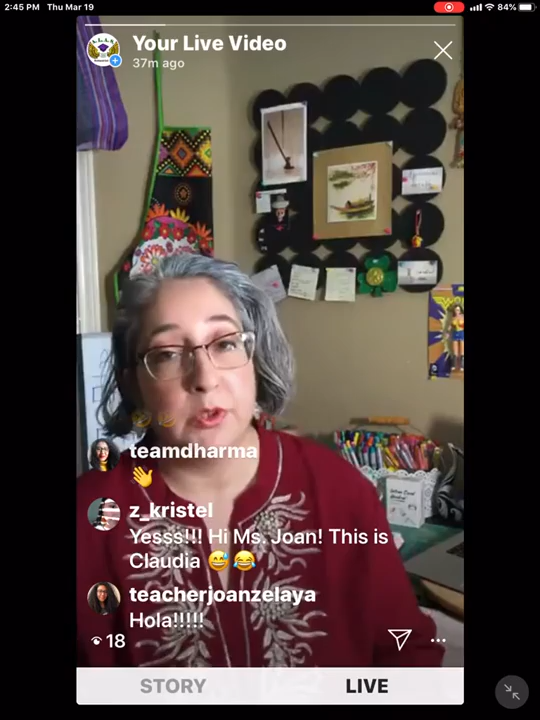 2:45 PM Thu Mar 19
84%
Your Live Video
37m ago
teamdharma
👋
z_kristel
Yesss!!! Hi Ms. Joan! This is
Claudia 😅😂
teacherjoanzelaya
Hola!!!!!
18
STORY LIVE